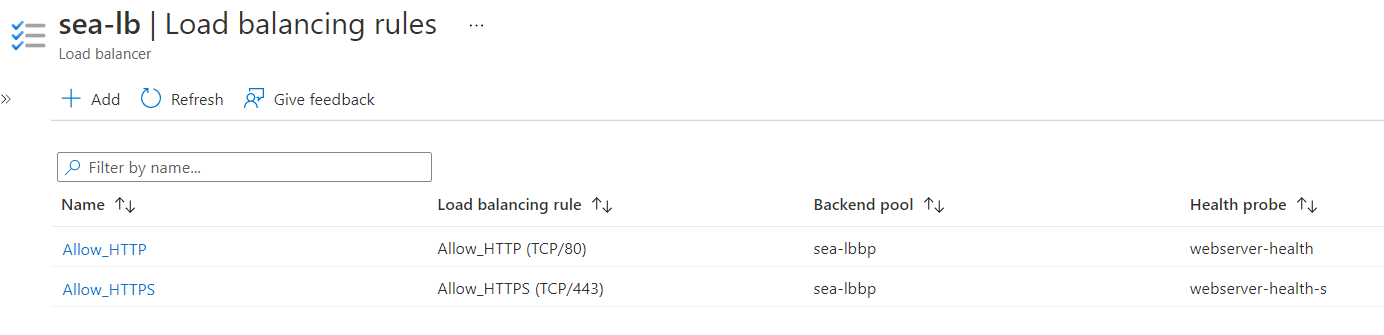 sea-lb | Load balancing rules ...
Load balancer
» + Add Refresh Give feedback
Filter by name...
Name ↑↓ Load balancing rule ↑↓ Backend pool ↑↓ Health probe ↑↓
Allow_HTTP Allow_HTTP (TCP/80) sea-lbbp webserver-health
Allow_HTTPS Allow_HTTPS (TCP/443) sea-lbbp webserver-health-s